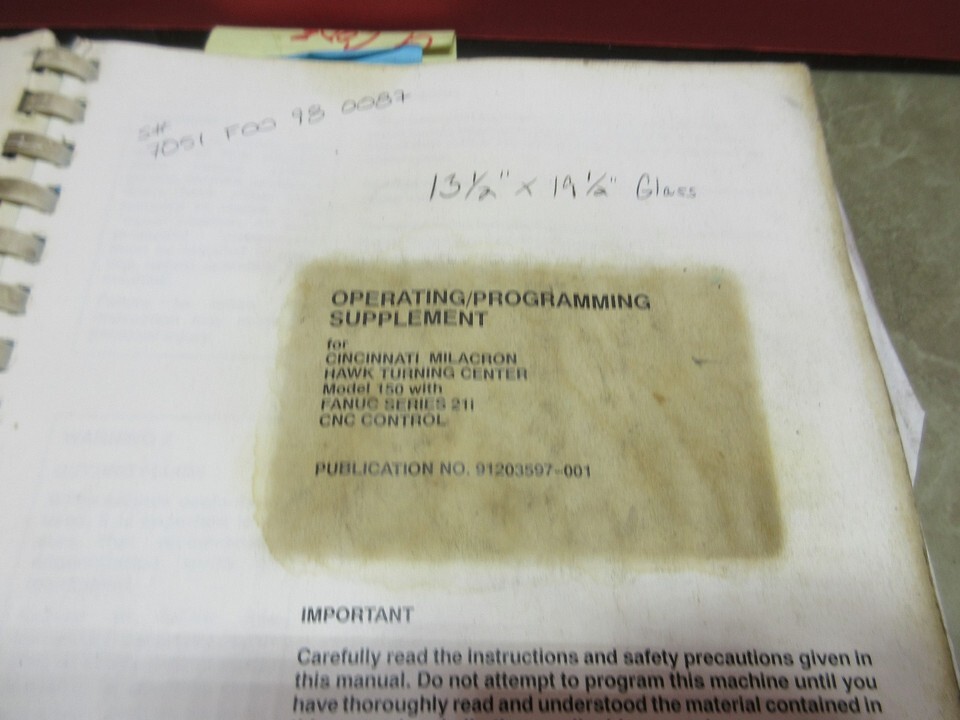 S#
7051 F00 98 0087
13 1/2" x 19 1/2" Glass
OPERATING/PROGRAMMING
SUPPLEMENT
for
CINCINNATI MILACRON
HAWK TURNING CENTER
Model 150 with
FANUC SERIES 21i
CNC CONTROL
PUBLICATION NO. 91203597-001
IMPORTANT
Carefully read the instructions and safety precautions given in
this manual. Do not attempt to program this machine until you
have thoroughly read and understood the material contained in